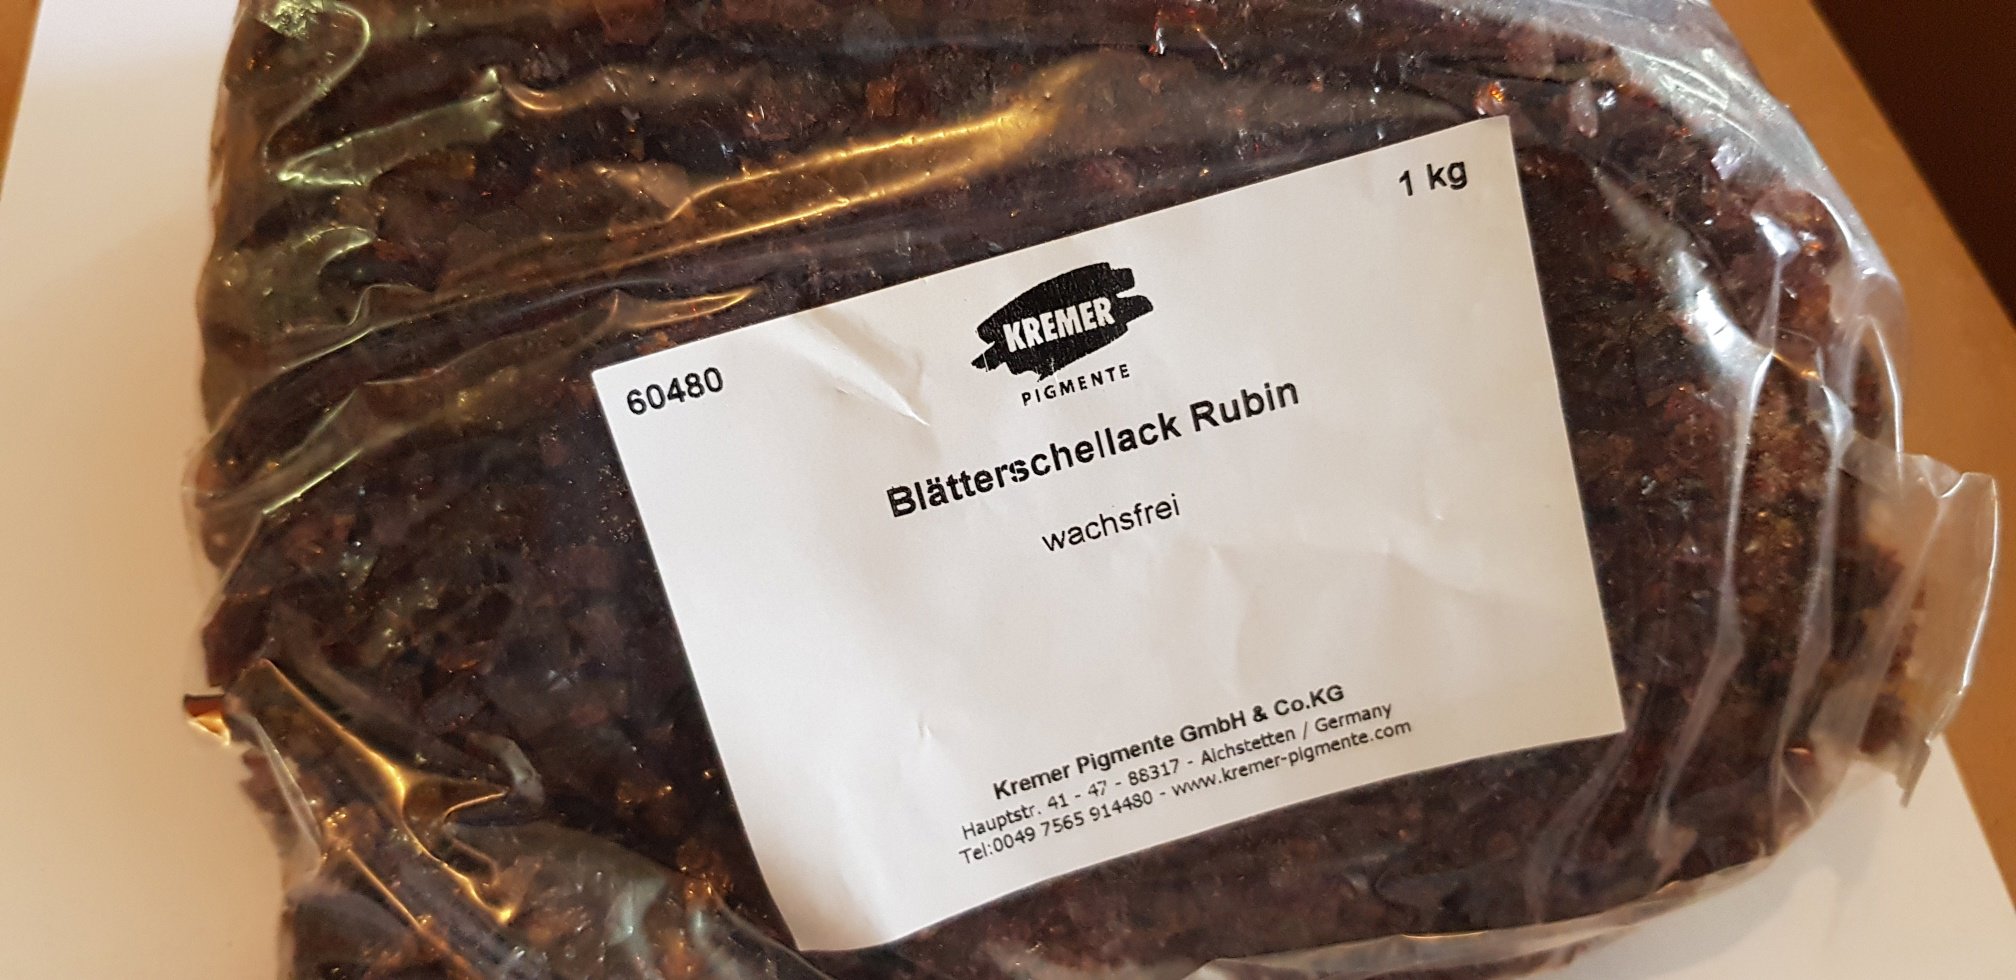 1 kg
KREMER
PIGMENTE
60480
Blätterschellack Rubin
wachsfrei
Kremer Pigmente GmbH & Co.KG
Hauptstr. 41 - 47 - 88317 - Aichstetten / Germany
Tel:0049 7565 914480 - www.kremer-pigmente.com